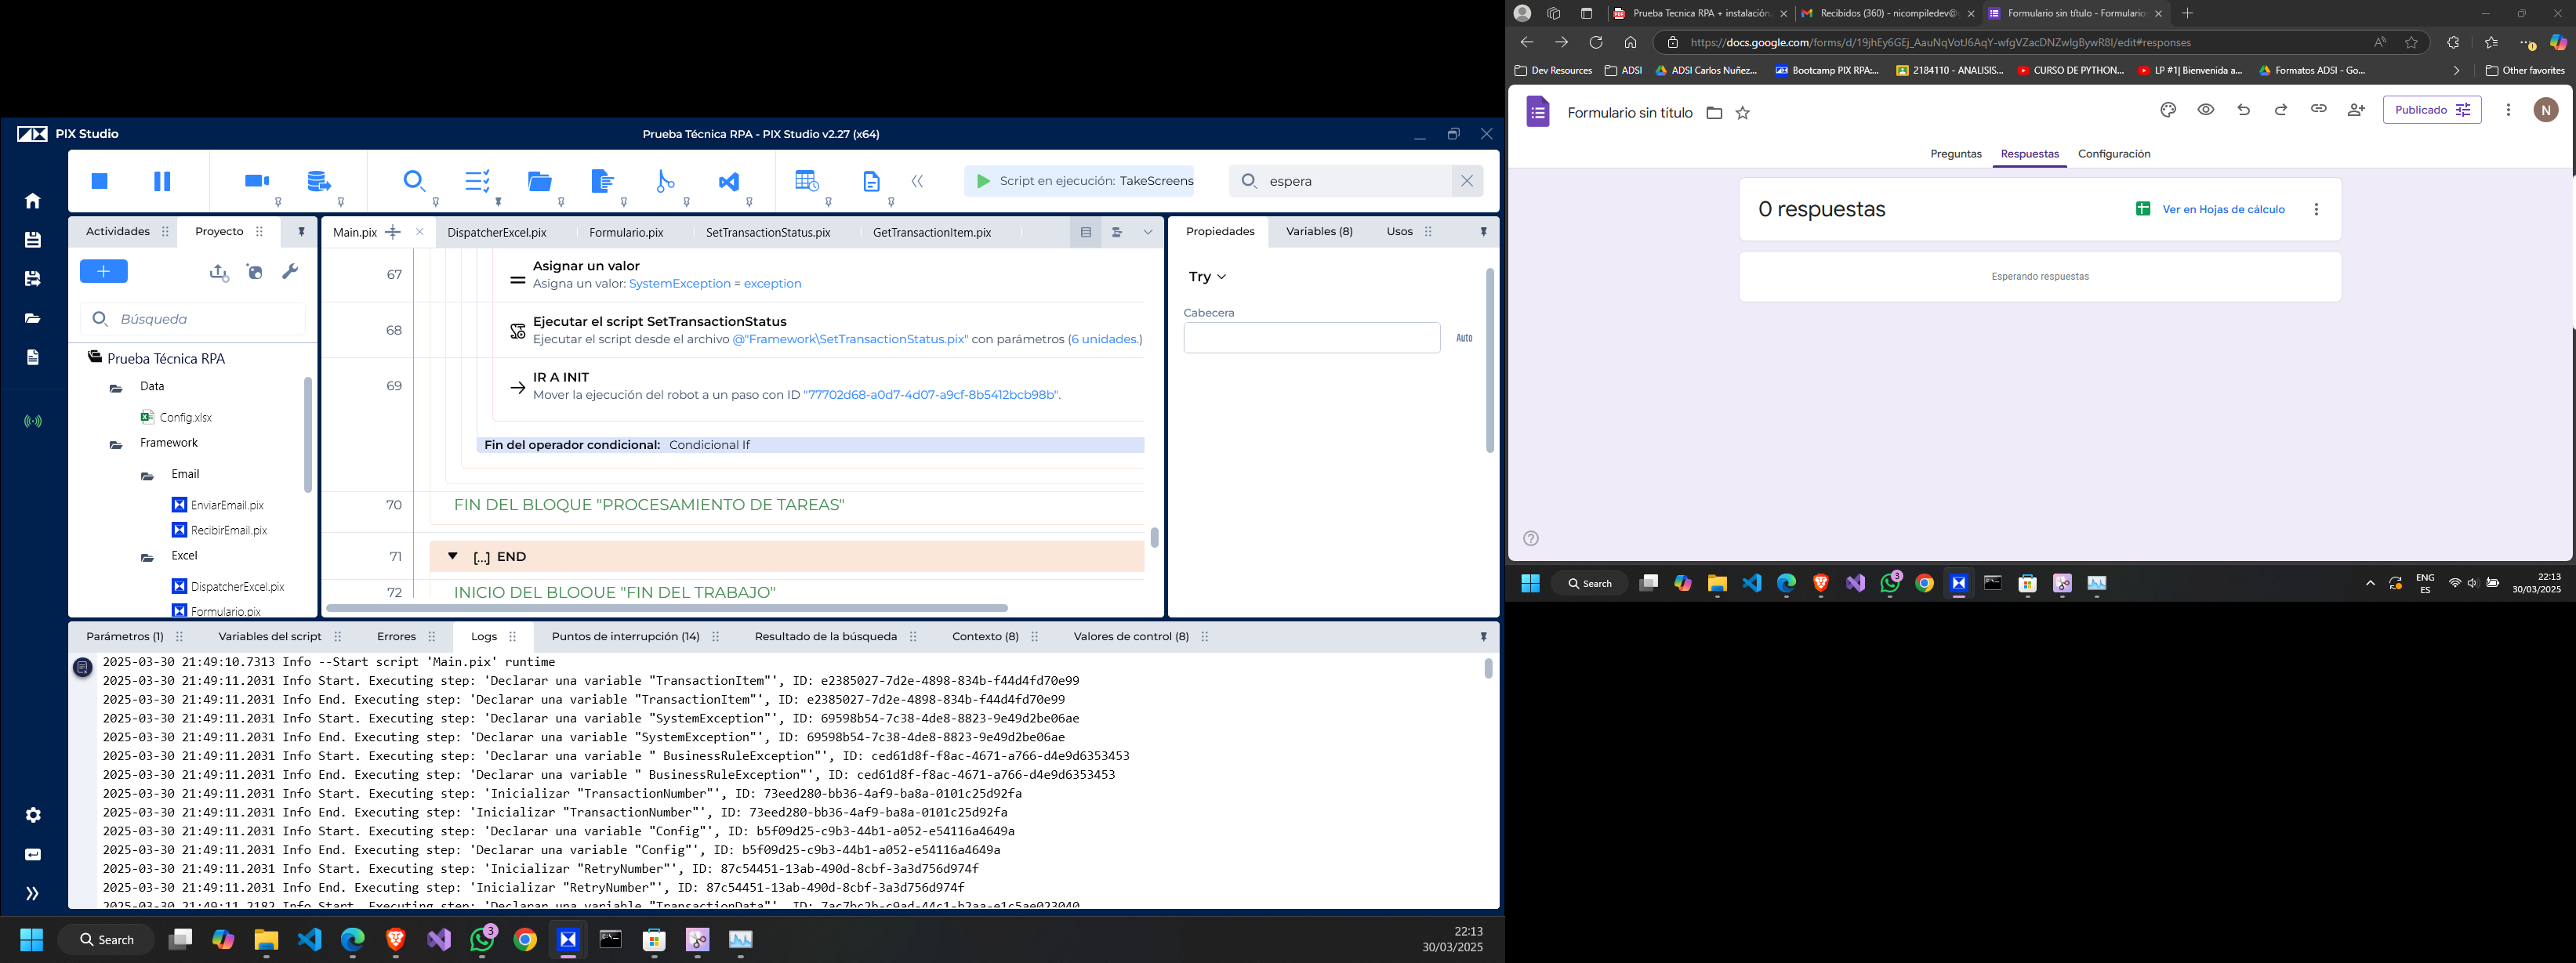 PIX Studio
Prueba Técnica RPA - PIX Studio v2.27 (x64)
Script en ejecución: TakeScreens
espera
Actividades
Proyecto
Búsqueda
Prueba Técnica RPA
Data
Config.xlsx
Framework
Email
EnviarEmail.pix
RecibirEmail.pix
Excel
DispatcherExcel.pix
Formulario.pix
Main.pix
DispatcherExcel.pix
Formulario.pix
SetTransactionStatus.pix
GetTransactionItem.pix
67
Asignar un valor
Asigna un valor: SystemException = exception
68
Ejecutar el script SetTransactionStatus
Ejecutar el script desde el archivo @"Framework\SetTransactionStatus.pix" con parámetros (6 unidades.)
69
IR A INIT
Mover la ejecución del robot a un paso con ID "77702d68-a0d7-4d07-a9cf-8b5412bcb98b".
Fin del operador condicional: Condicional If
70
FIN DEL BLOQUE "PROCESAMIENTO DE TAREAS"
71
[...] END
72
INICIO DEL BLOQUE "FIN DEL TRABAJO"
Propiedades
Variables (8)
Usos
Try
Cabecera
Auto
Parámetros (1)
Variables del script
Errores
Logs
Puntos de interrupción (14)
Resultado de la búsqueda
Contexto (8)
Valores de control (8)
2025-03-30 21:49:10.7313 Info --Start script 'Main.pix' runtime
2025-03-30 21:49:11.2031 Info Start. Executing step: 'Declarar una variable "TransactionItem"', ID: e2385027-7d2e-4898-834b-f44d4fd70e99
2025-03-30 21:49:11.2031 Info End. Executing step: 'Declarar una variable "TransactionItem"', ID: e2385027-7d2e-4898-834b-f44d4fd70e99
2025-03-30 21:49:11.2031 Info Start. Executing step: 'Declarar una variable "SystemException"', ID: 69598b54-7c38-4de8-8823-9e49d2be06ae
2025-03-30 21:49:11.2031 Info End. Executing step: 'Declarar una variable "SystemException"', ID: 69598b54-7c38-4de8-8823-9e49d2be06ae
2025-03-30 21:49:11.2031 Info Start. Executing step: 'Declarar una variable " BusinessRuleException"', ID: ced61d8f-f8ac-4671-a766-d4e9d6353453
2025-03-30 21:49:11.2031 Info End. Executing step: 'Declarar una variable " BusinessRuleException"', ID: ced61d8f-f8ac-4671-a766-d4e9d6353453
2025-03-30 21:49:11.2031 Info Start. Executing step: 'Inicializar "TransactionNumber"', ID: 73eed280-bb36-4af9-ba8a-0101c25d92fa
2025-03-30 21:49:11.2031 Info End. Executing step: 'Inicializar "TransactionNumber"', ID: 73eed280-bb36-4af9-ba8a-0101c25d92fa
2025-03-30 21:49:11.2031 Info Start. Executing step: 'Declarar una variable "Config"', ID: b5f09d25-c9b3-44b1-a052-e54116a4649a
2025-03-30 21:49:11.2031 Info End. Executing step: 'Declarar una variable "Config"', ID: b5f09d25-c9b3-44b1-a052-e54116a4649a
2025-03-30 21:49:11.2031 Info Start. Executing step: 'Inicializar "RetryNumber"', ID: 87c54451-13ab-490d-8cbf-3a3d756d974f
2025-03-30 21:49:11.2031 Info End. Executing step: 'Inicializar "RetryNumber"', ID: 87c54451-13ab-490d-8cbf-3a3d756d974f
2025-03-30 21:49:11.2182 Info Start. Executing step: 'Declarar una variable "TransactionData"', ID: 7ac7bc2b-c9ad-44c1-b2aa-e1c5ae023040
Search
3
22:13
30/03/2025
Prueba Tecnica RPA + instalación.
Recibidos (360) - nicompiledev@
Formulario sin título - Formulario
https://docs.google.com/forms/d/19jhEy6GEj_AauNqVotJ6AqY-wfgVZacDNZwlgBywR8I/edit#responses
Dev Resources
ADSI
ADSI Carlos Nuñez...
Bootcamp PIX RPA:...
2184110 - ANALISIS...
CURSO DE PYTHON...
LP #1| Bienvenida a...
Formatos ADSI - Go...
Other favorites
Formulario sin título
Publicado
N
Preguntas
Respuestas
Configuración
0 respuestas
Ver en Hojas de cálculo
Esperando respuestas
Search
3
ENG
ES
22:13
30/03/2025